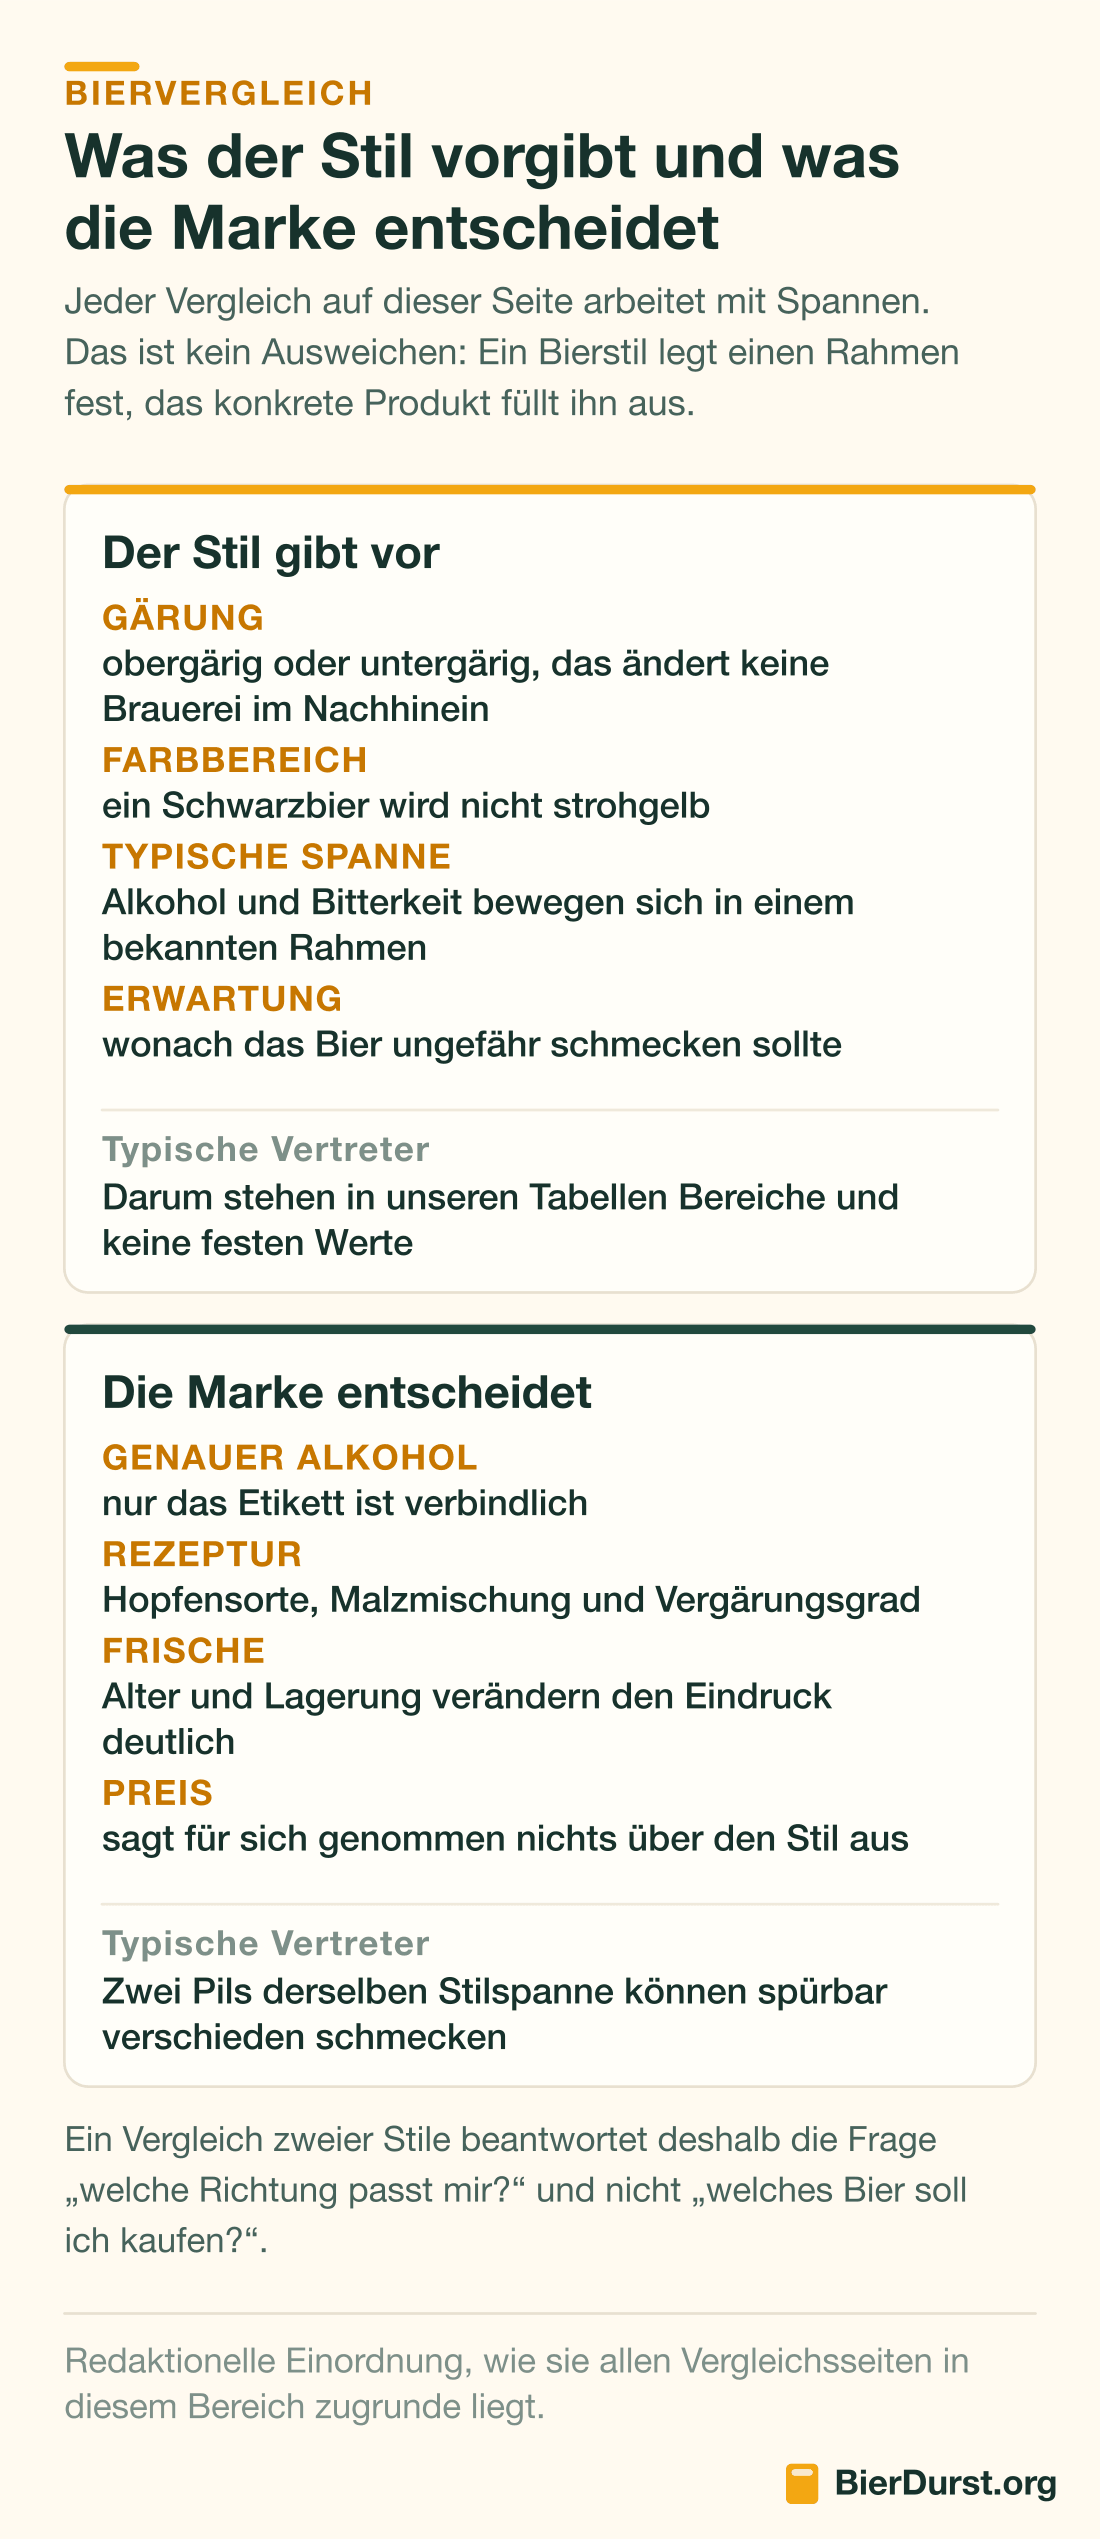 BIERVERGLEICH
Was der Stil vorgibt und was
die Marke entscheidet
Jeder Vergleich auf dieser Seite arbeitet mit Spannen.
Das ist kein Ausweichen: Ein Bierstil legt einen Rahmen
fest, das konkrete Produkt füllt ihn aus.
Der Stil gibt vor
GÄRUNG
obergärig oder untergärig, das ändert keine
Brauerei im Nachhinein
FARBBEREICH
ein Schwarzbier wird nicht strohgelb
TYPISCHE SPANNE
Alkohol und Bitterkeit bewegen sich in einem
bekannten Rahmen
ERWARTUNG
wonach das Bier ungefähr schmecken sollte
Typische Vertreter
Darum stehen in unseren Tabellen Bereiche und
keine festen Werte
Die Marke entscheidet
GENAUER ALKOHOL
nur das Etikett ist verbindlich
REZEPTUR
Hopfensorte, Malzmischung und Vergärungsgrad
FRISCHE
Alter und Lagerung verändern den Eindruck
deutlich
PREIS
sagt für sich genommen nichts über den Stil aus
Typische Vertreter
Zwei Pils derselben Stilspanne können spürbar
verschieden schmecken
Ein Vergleich zweier Stile beantwortet deshalb die Frage
„welche Richtung passt mir?“ und nicht „welches Bier soll
ich kaufen?“.
Redaktionelle Einordnung, wie sie allen Vergleichsseiten in
diesem Bereich zugrunde liegt.
BierDurst.org